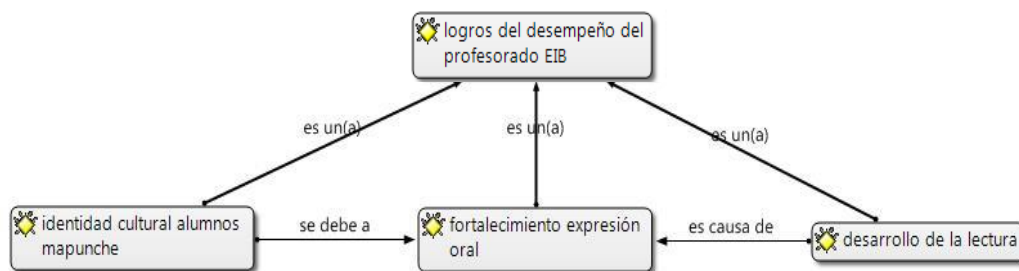 logros del desempeño del
profesorado EIB
es un(a)
es un(a)
es un(a)
identidad cultural alumnos
mapunche
se debe a
fortalecimiento expresión
oral
es causa de
desarrollo de la lectura